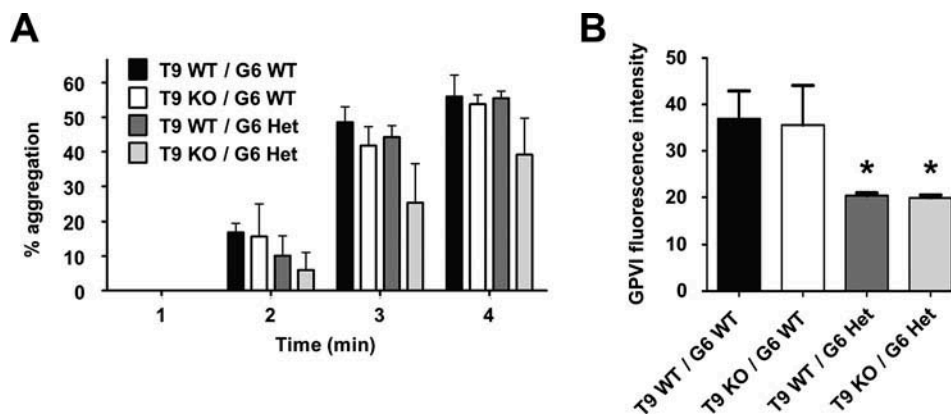 A
% aggregation
60
50
40
30
20
10
0
T9 WT / G6 WT
T9 KO / G6 WT
T9 WT / G6 Het
T9 KO / G6 Het
1 2 3 4
Time (min)
B
GPVI fluorescence intensity
50
40
30
20
10
0
* *
T9 WT / G6 WT
T9 KO / G6 WT
T9 WT / G6 Het
T9 KO / G6 Het